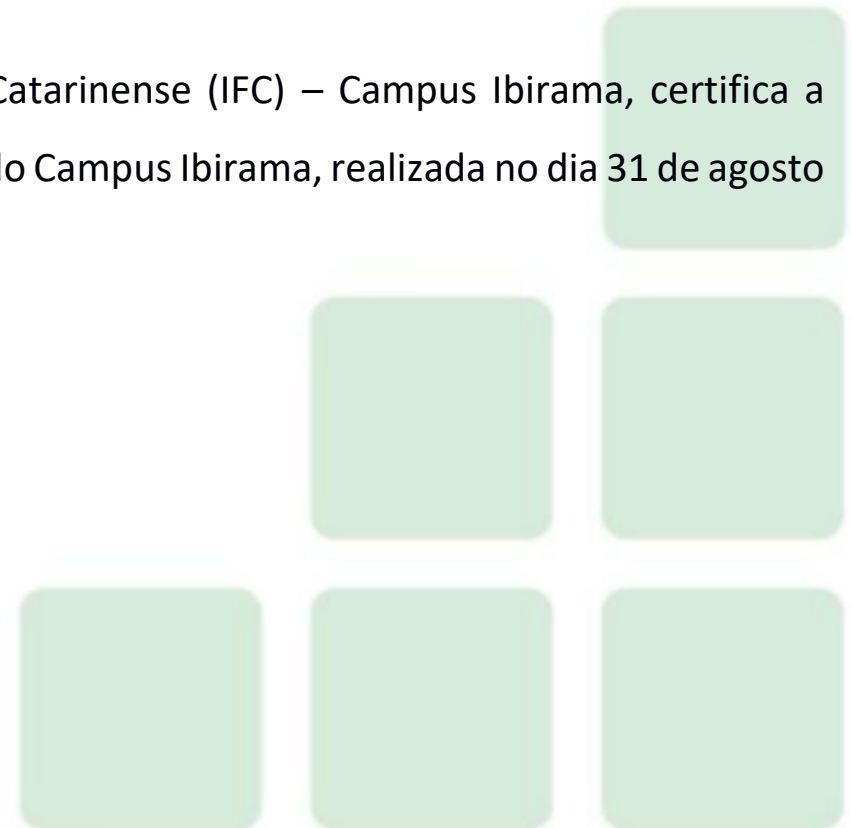 Catarinense (IFC) – Campus Ibirama, certifica a
do Campus Ibirama, realizada no dia 31 de agosto